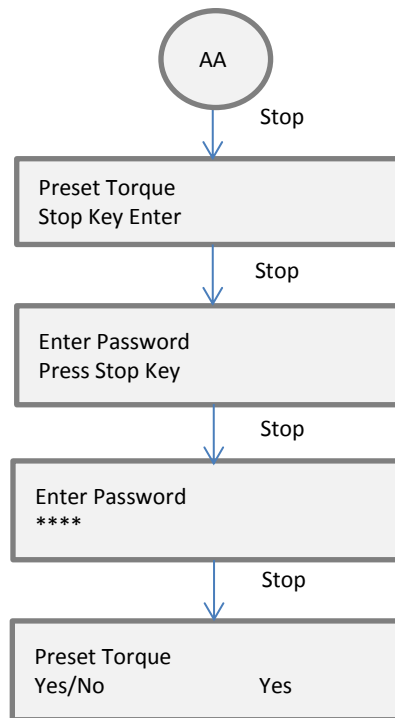 AA
Stop
Preset Torque
Stop Key Enter
Stop
Enter Password
Press Stop Key
Stop
Enter Password
****
Stop
Preset Torque
Yes/No Yes